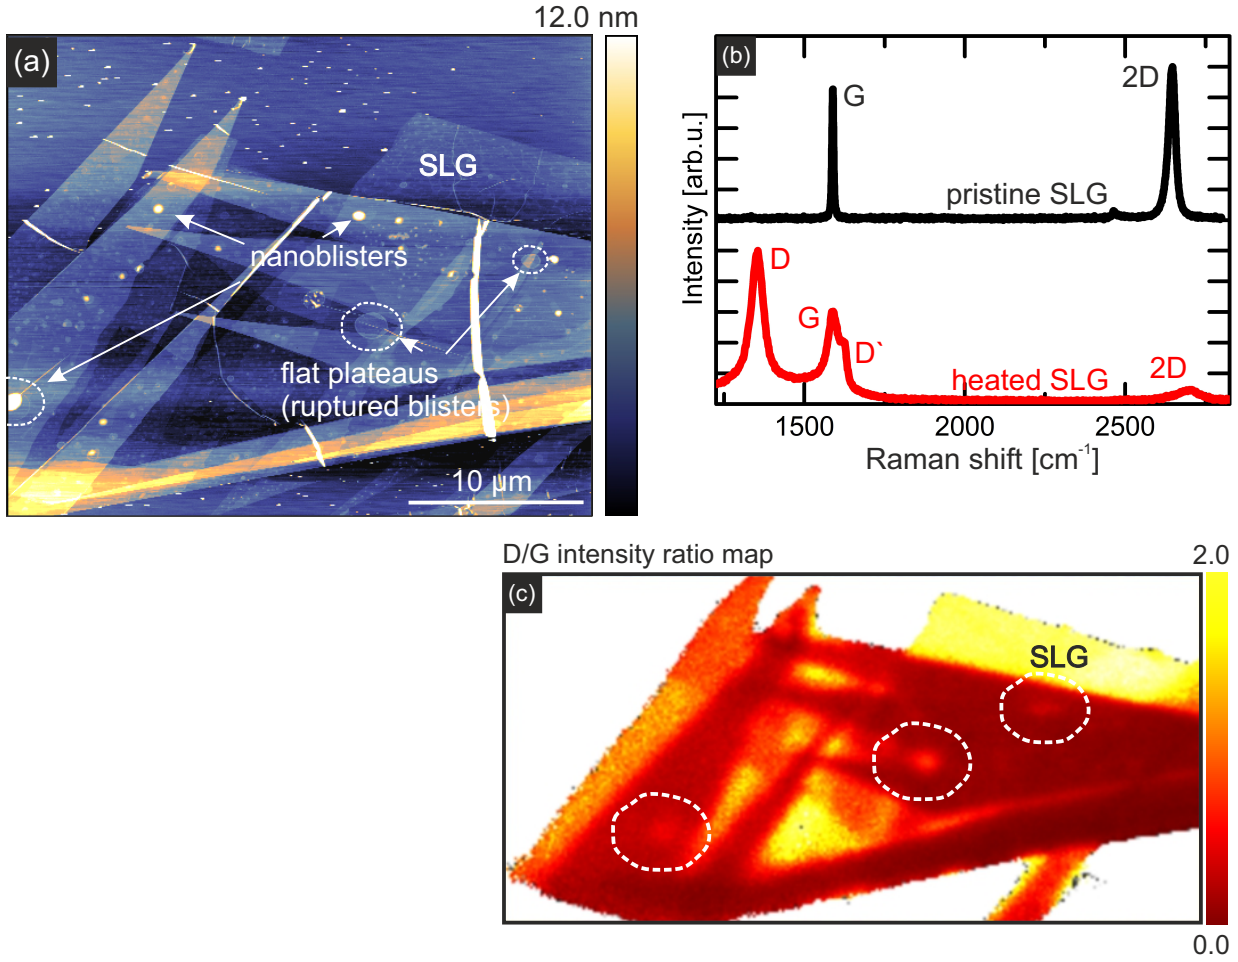 12.0 nm
(a)
SLG
nanoblisters
flat plateaus
(ruptured blisters)
10 µm
(b)
G
2D
pristine SLG
D
G
D`
heated SLG
2D
Intensity [arb.u.]
1500 2000 2500
Raman shift [cm⁻¹]
D/G intensity ratio map
2.0
(c)
SLG
0.0